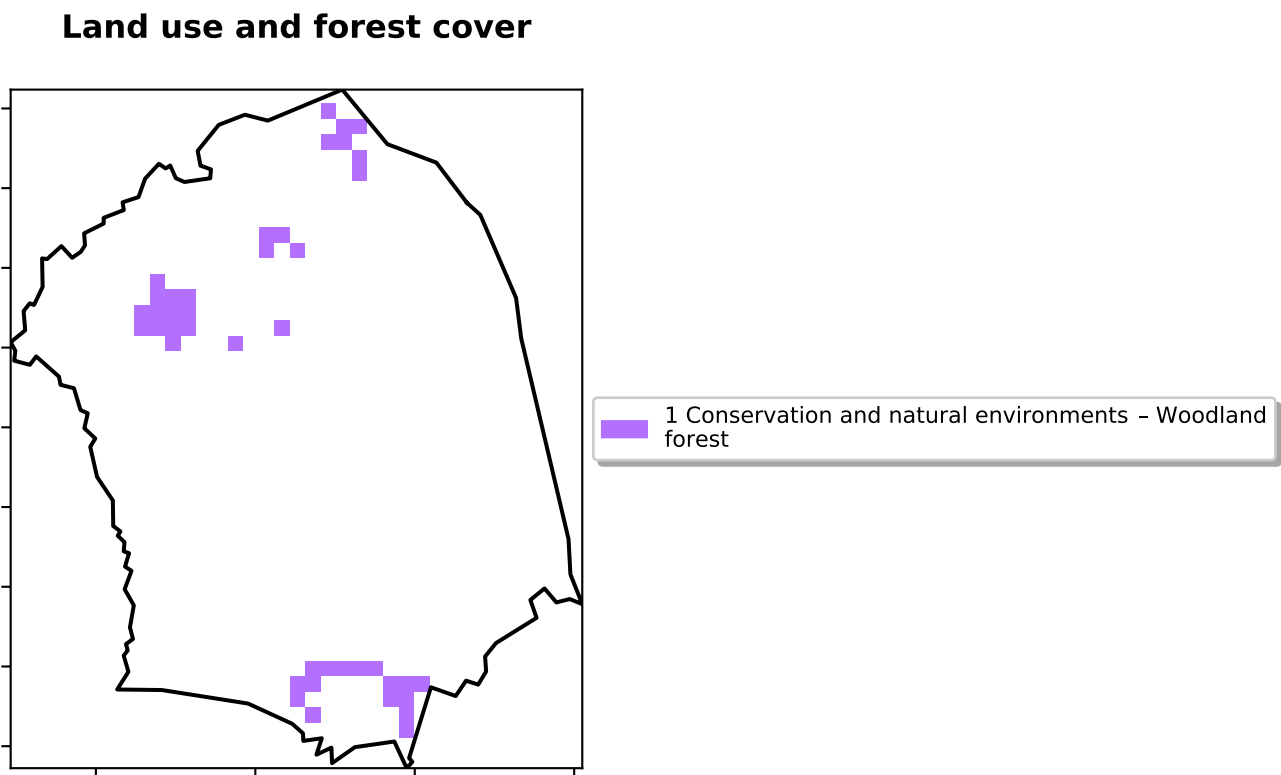 Land use and forest cover
1 Conservation and natural environments – Woodland
forest